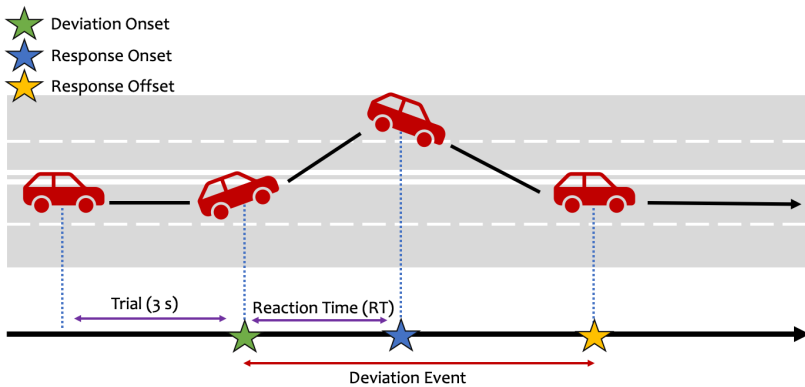 Deviation Onset
Response Onset
Response Offset
Trial (3 s)
Reaction Time (RT)
Deviation Event